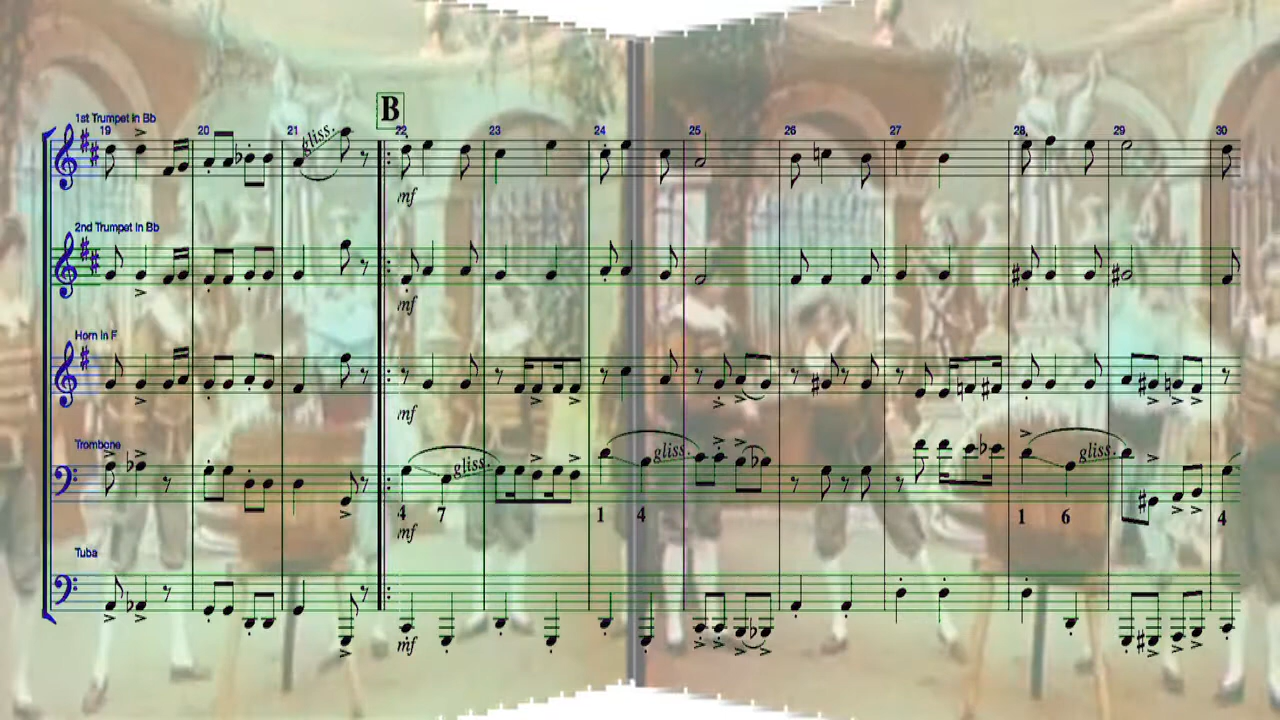 B
1st Trumpet in Bb
19 20 21 22 23 24 25 26 27 28 29 30
gliss.
mf
2nd Trumpet in Bb
mf
Horn in F
mf
Trombone
gliss. gliss. gliss.
4 7 1 4 1 6 4
mf
Tuba
mf